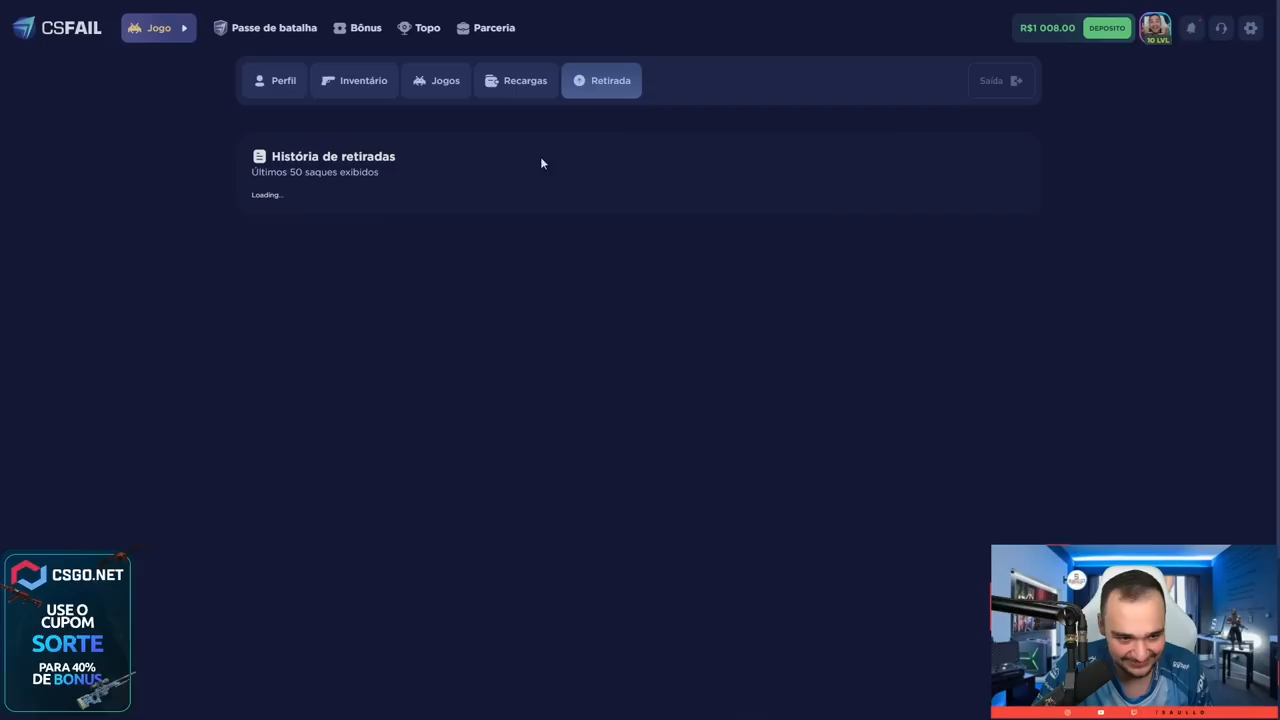 CSFAIL
Jogo
Passe de batalha
Bônus
Topo
Parceria
R$1 008.00
DEPOSITO
10 LVL
Perfil
Inventário
Jogos
Recargas
Retirada
Saída
História de retiradas
Últimos 50 saques exibidos
Loading...
CSGO.NET
USE O
CUPOM
SORTE
PARA 40%
DE BONUS
ISAULLO